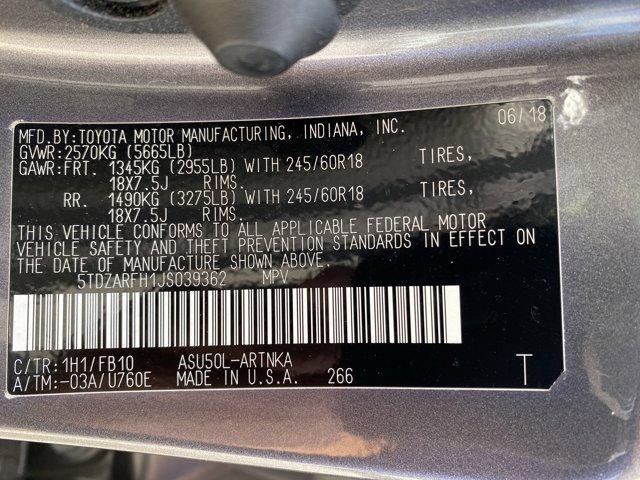 MFD.BY:TOYOTA MOTOR MANUFACTURING, INDIANA, INC. 06/18
GVWR:2570KG (5665LB)
GAWR:FRT. 1345KG (2955LB) WITH 245/60R18 TIRES,
18X7.5J RIMS.
RR. 1490KG (3275LB) WITH 245/60R18 TIRES,
18X7.5J RIMS.
THIS VEHICLE CONFORMS TO ALL APPLICABLE FEDERAL MOTOR
VEHICLE SAFETY AND THEFT PREVENTION STANDARDS IN EFFECT ON
THE DATE OF MANUFACTURE SHOWN ABOVE.
5TDZARFH1JS039362 MPV
C/TR:1H1/FB10 ASU50L-ARTNKA
A/TM:-03A/U760E MADE IN U.S.A. 266 T